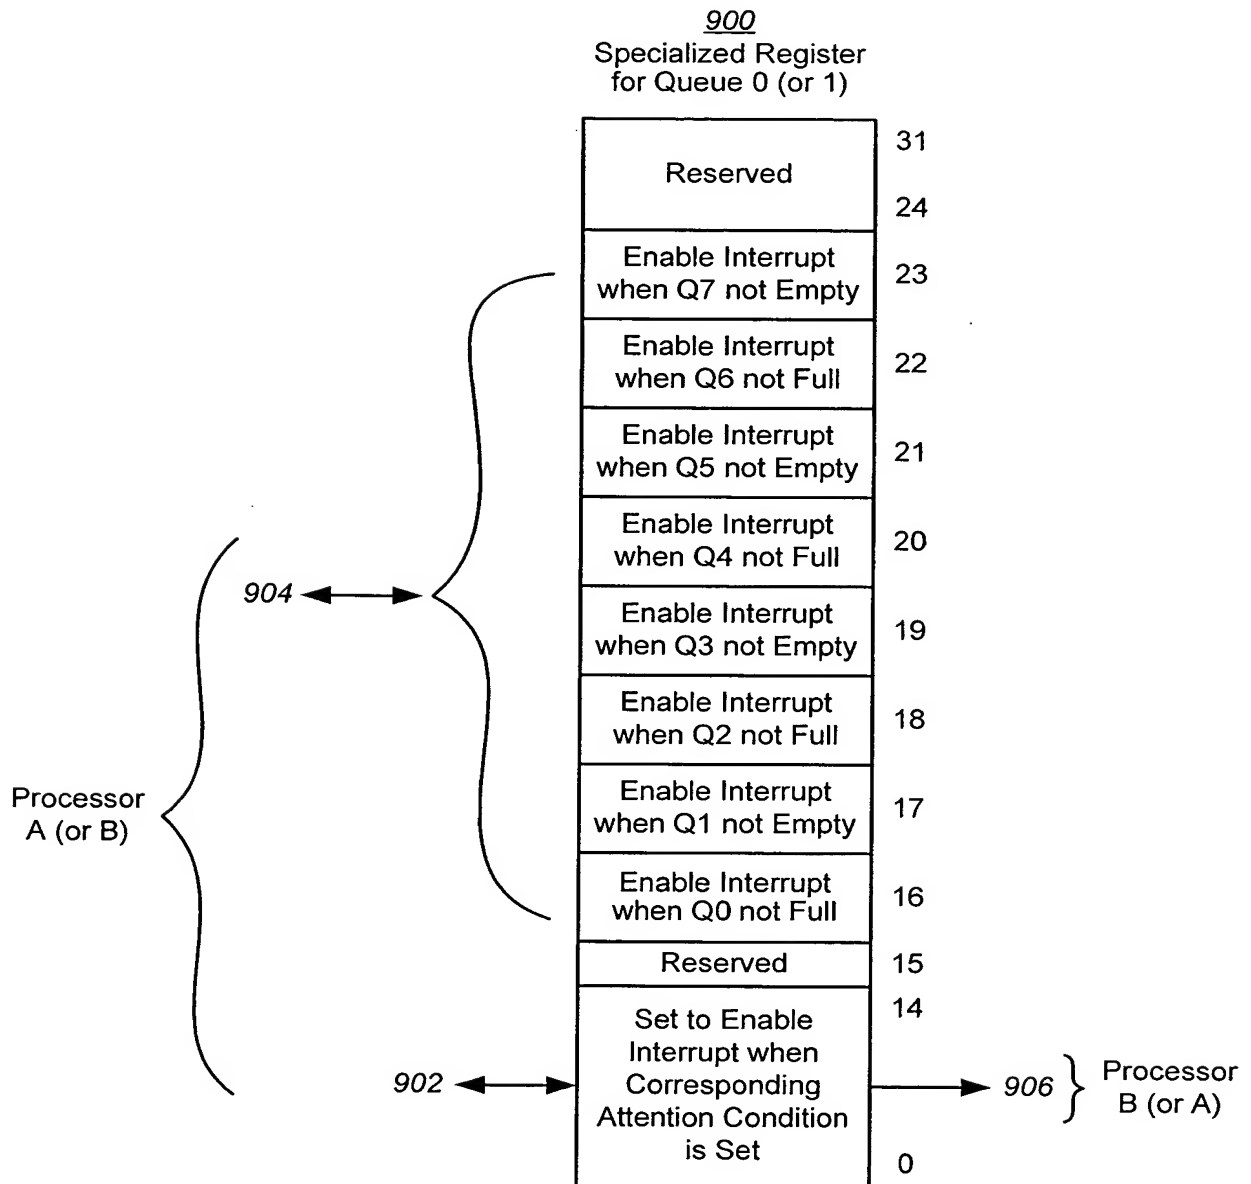 900
Specialized Register
for Queue 0 (or 1)
31
Reserved
24
Enable Interrupt
when Q7 not Empty
23
Enable Interrupt
when Q6 not Full
22
Enable Interrupt
when Q5 not Empty
21
Enable Interrupt
when Q4 not Full
20
904
Enable Interrupt
when Q3 not Empty
19
Enable Interrupt
when Q2 not Full
18
Processor
A (or B)
Enable Interrupt
when Q1 not Empty
17
Enable Interrupt
when Q0 not Full
16
Reserved
15
14
Set to Enable
Interrupt when
Corresponding
Attention Condition
is Set
902
906
Processor
B (or A)
0